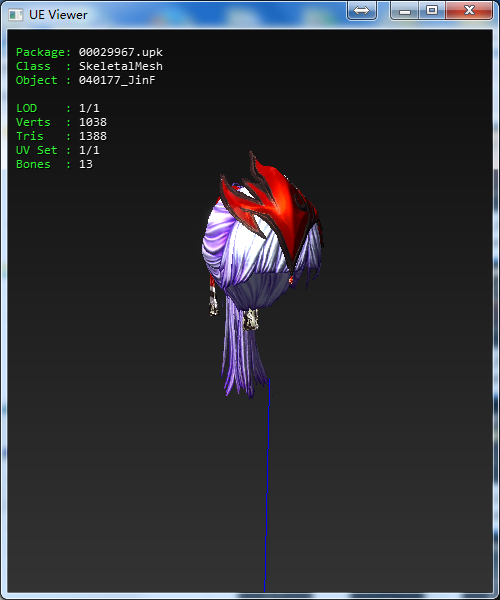 UE Viewer
Package: 00029967.upk
Class : SkeletalMesh
Object : 040177_JinF
LOD : 1/1
Verts : 1038
Tris : 1388
UV Set : 1/1
Bones : 13